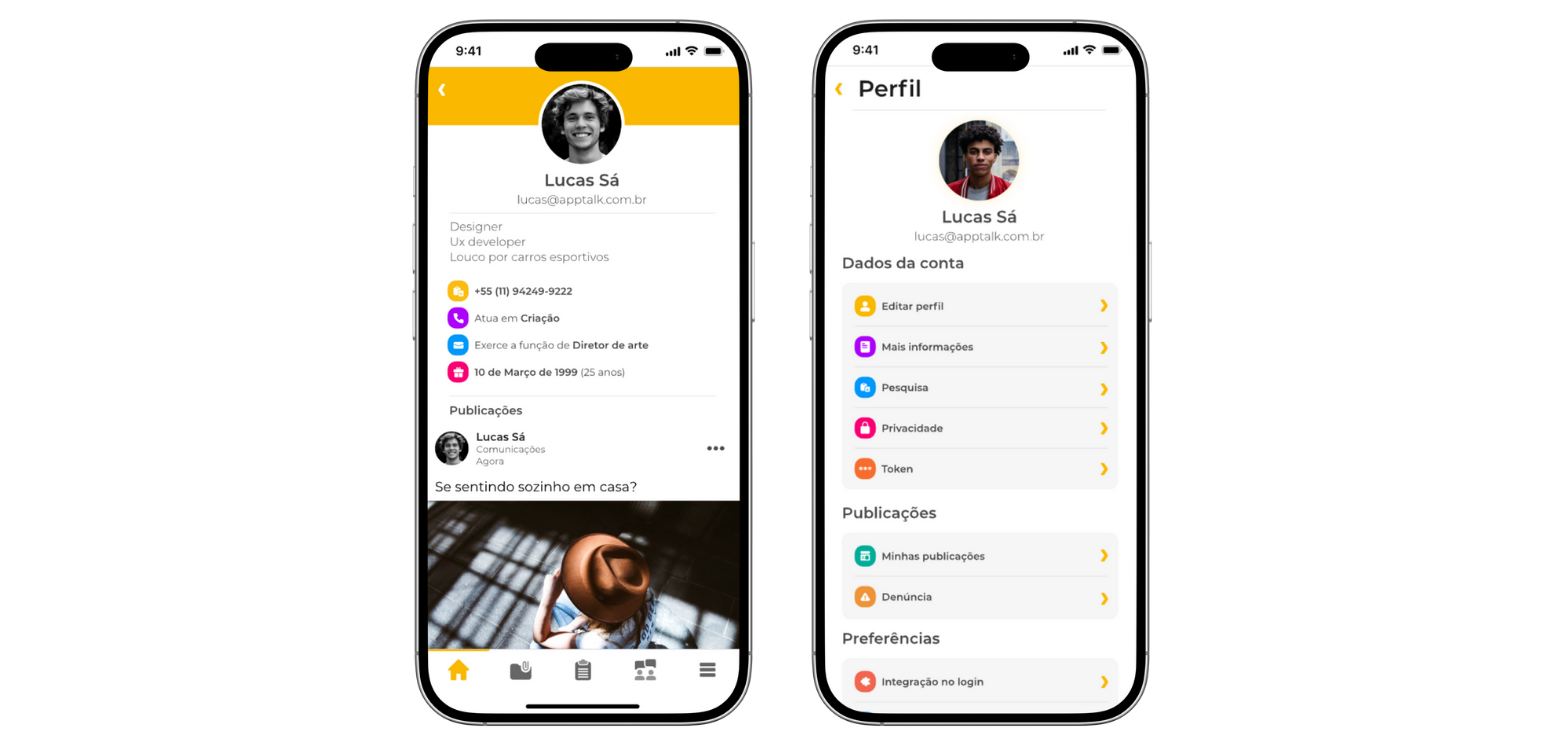 9:41
Lucas Sá
lucas@apptalk.com.br
Designer
Ux developer
Louco por carros esportivos
+55 (11) 94249-9222
Atua em Criação
Exerce a função de Diretor de arte
10 de Março de 1999 (25 anos)
Publicações
Lucas Sá
Comunicações
Agora
Se sentindo sozinho em casa?
9:41
Perfil
Lucas Sá
lucas@apptalk.com.br
Dados da conta
Editar perfil
Mais informações
Pesquisa
Privacidade
Token
Publicações
Minhas publicações
Denúncia
Preferências
Integração no login